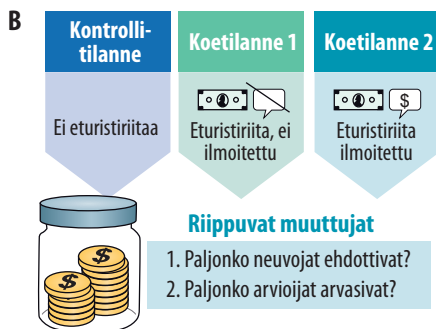 B
Kontrolli-
tilanne
Koetilanne 1
Koetilanne 2
$
Ei eturistiriitaa
Eturistiriita, ei
ilmoitettu
Eturistiriita
ilmoitettu
Riippuvat muuttujat
1. Paljonko neuvojat ehdottivat?
2. Paljonko arvioijat arvasivat?
$
$